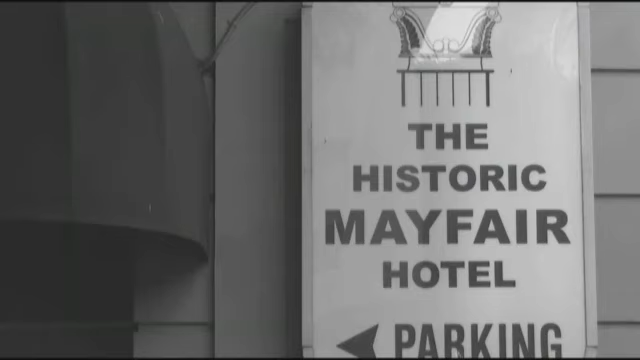 THE
HISTORIC
MAYFAIR
HOTEL
PARKING